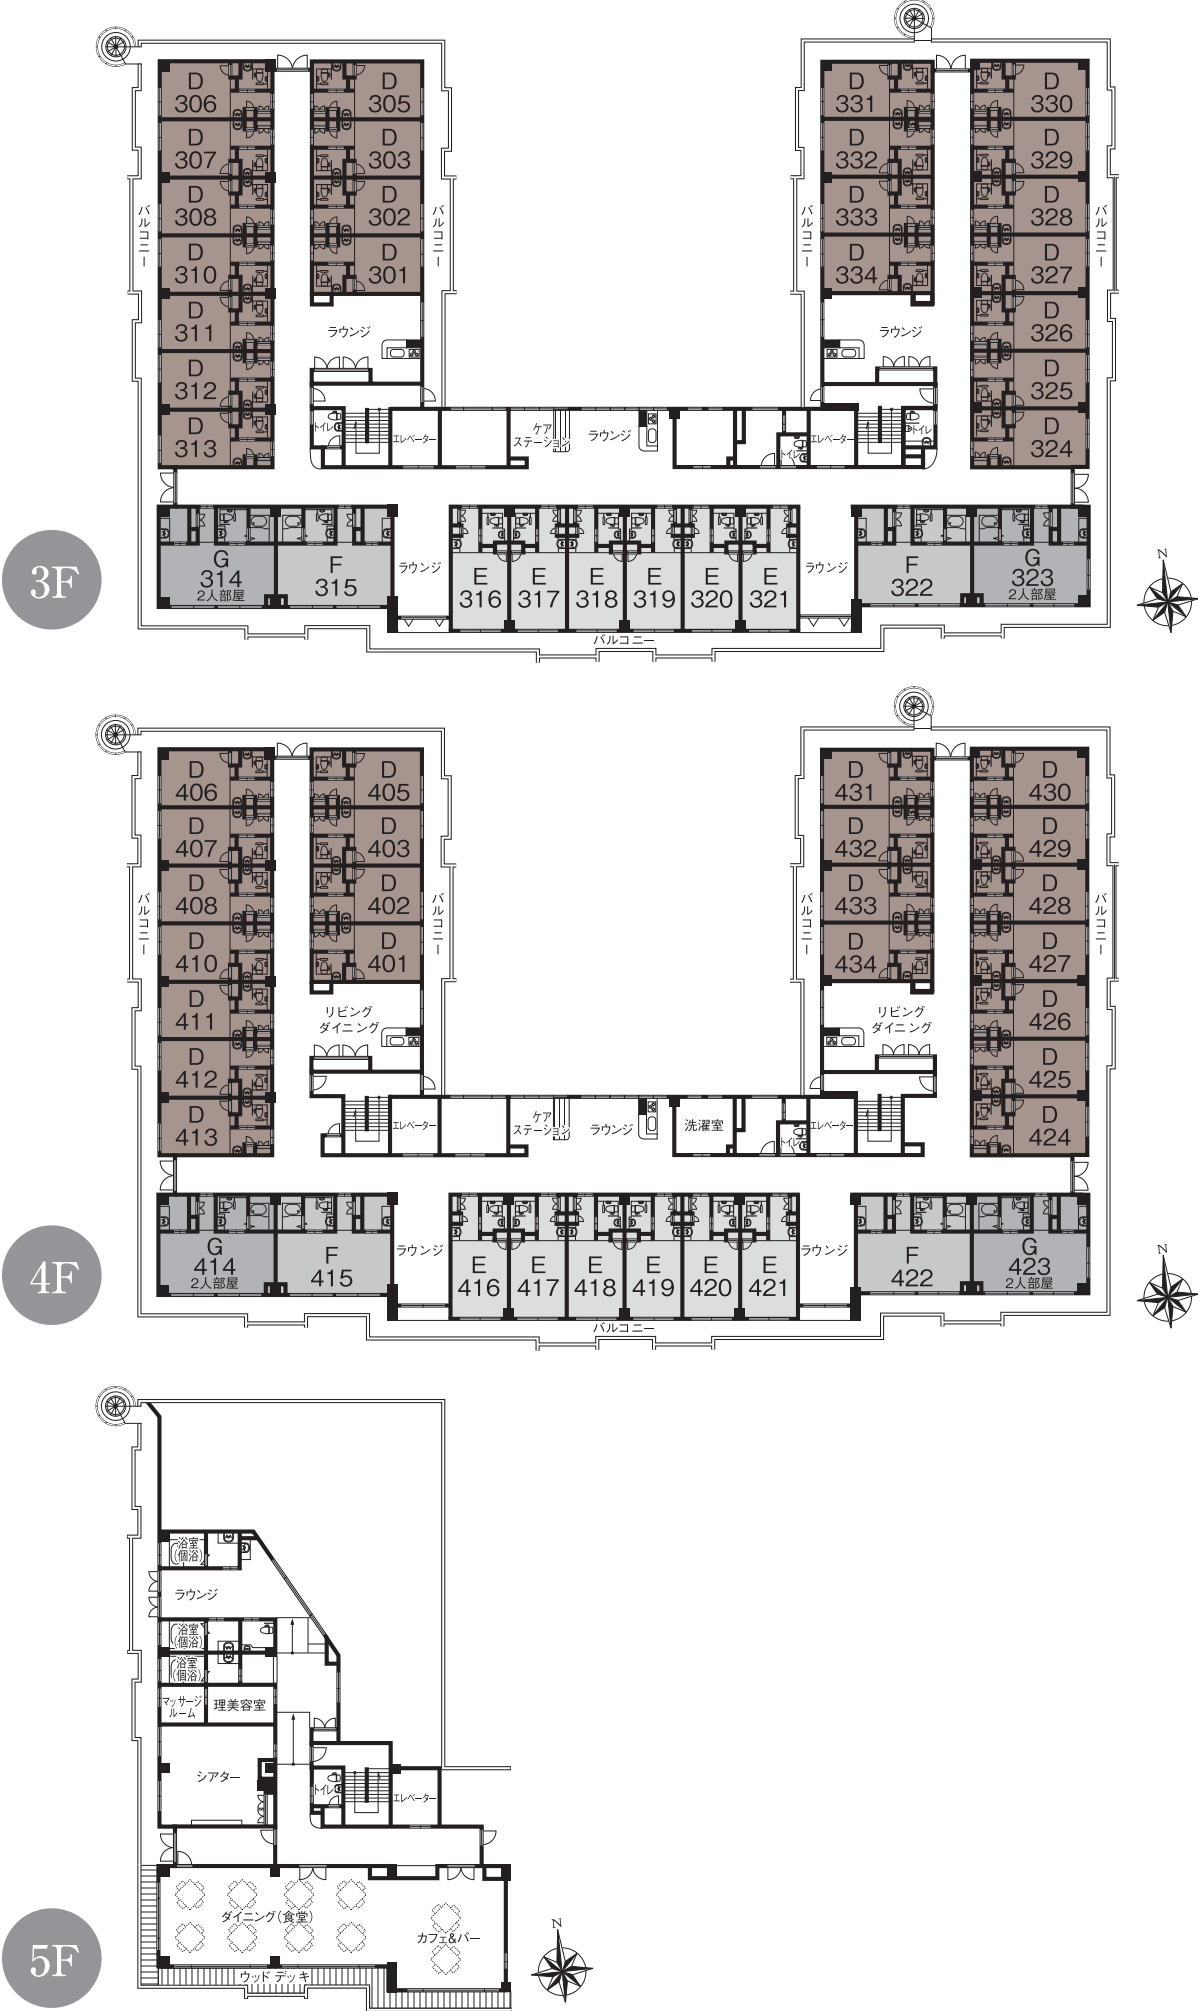 D
306
D
305
D
331
D
330
D
307
D
303
D
332
D
329
D
308
D
302
D
333
D
328
バルコニー
バルコニー
バルコニー
バルコニー
D
310
D
301
D
334
D
327
D
311
ラウンジ
ラウンジ
D
326
D
312
D
325
D
313
トイレ
エレベーター
ケア
ステーション
ラウンジ
トイレ
エレベーター
トイレ
D
324
3F
G
314
2人部屋
F
315
ラウンジ
E
316
E
317
E
318
E
319
E
320
E
321
ラウンジ
F
322
G
323
2人部屋
N
バルコニー
D
406
D
405
D
431
D
430
D
407
D
403
D
432
D
429
D
408
D
402
D
433
D
428
バルコニー
バルコニー
バルコニー
バルコニー
D
410
D
401
D
434
D
427
D
411
リビング
ダイニング
リビング
ダイニング
D
426
D
412
D
425
D
413
エレベーター
ケア
ステーション
ラウンジ
洗濯室
トイレ
エレベーター
D
424
4F
G
414
2人部屋
F
415
ラウンジ
E
416
E
417
E
418
E
419
E
420
E
421
ラウンジ
F
422
G
423
2人部屋
N
バルコニー
浴室
(個浴)
ラウンジ
浴室
(個浴)
浴室
(個浴)
マッサージ
ルーム
理美容室
シアター
トイレ
エレベーター
ダイニング(食堂)
カフェ&バー
5F
ウッドデッキ
N